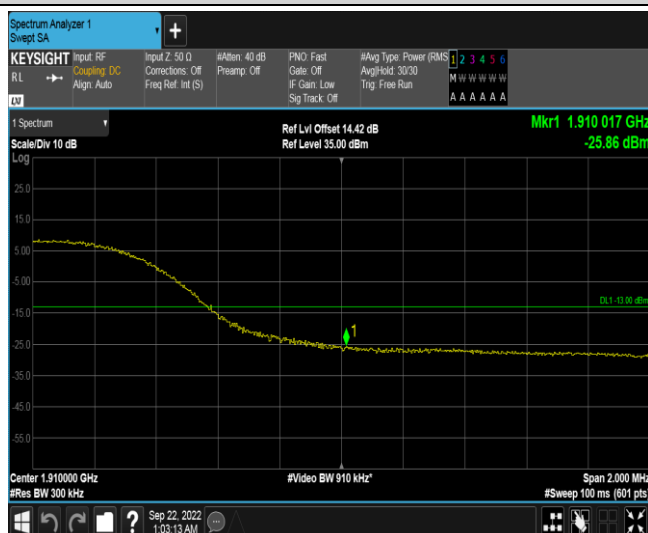 Spectrum Analyzer 1
Swept SA
+
KEYSIGHT
RL
LXI
Input: RF
Coupling: DC
Align: Auto
Input Z: 50 Ω
Corrections: Off
Freq Ref: Int (S)
#Atten: 40 dB
Preamp: Off
PNO: Fast
Gate: Off
IF Gain: Low
Sig Track: Off
#Avg Type: Power (RMS
Avg|Hold: 30/30
Trig: Free Run
1 2 3 4 5 6
M W W W W W
A A A A A A
1 Spectrum
Scale/Div 10 dB
Ref Lvl Offset 14.42 dB
Ref Level 35.00 dBm
Mkr1 1.910 017 GHz
-25.86 dBm
Log
25.0
15.0
5.00
-5.00
-15.0
-25.0
-35.0
-45.0
-55.0
DL1 -13.00 dBm
1
Center 1.910000 GHz
#Res BW 300 kHz
#Video BW 910 kHz*
Span 2.000 MHz
#Sweep 100 ms (601 pts)
?
Sep 22, 2022
1:03:13 AM